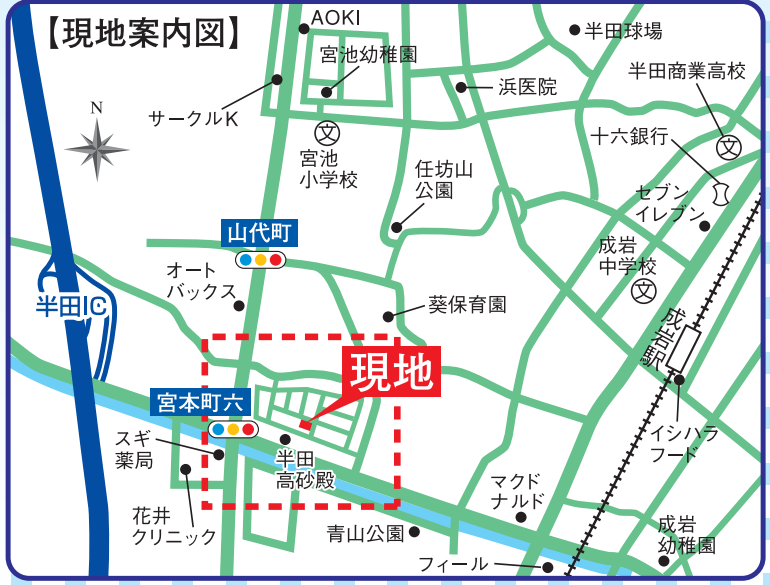 【現地案内図】
AOKI
半田球場
宮池幼稚園
半田商業高校
浜医院
N
サークルK
文
文
十六銀行
宮池
小学校
任坊山
公園
セブン
イレブン
山代町
成岩
中学校
文
オート
バックス
半田IC
葵保育園
成岩駅
現地
宮本町六
スギ
薬局
半田
高砂殿
イシハラ
フード
花井
クリニック
マクド
ナルド
青山公園
成岩
幼稚園
フィール